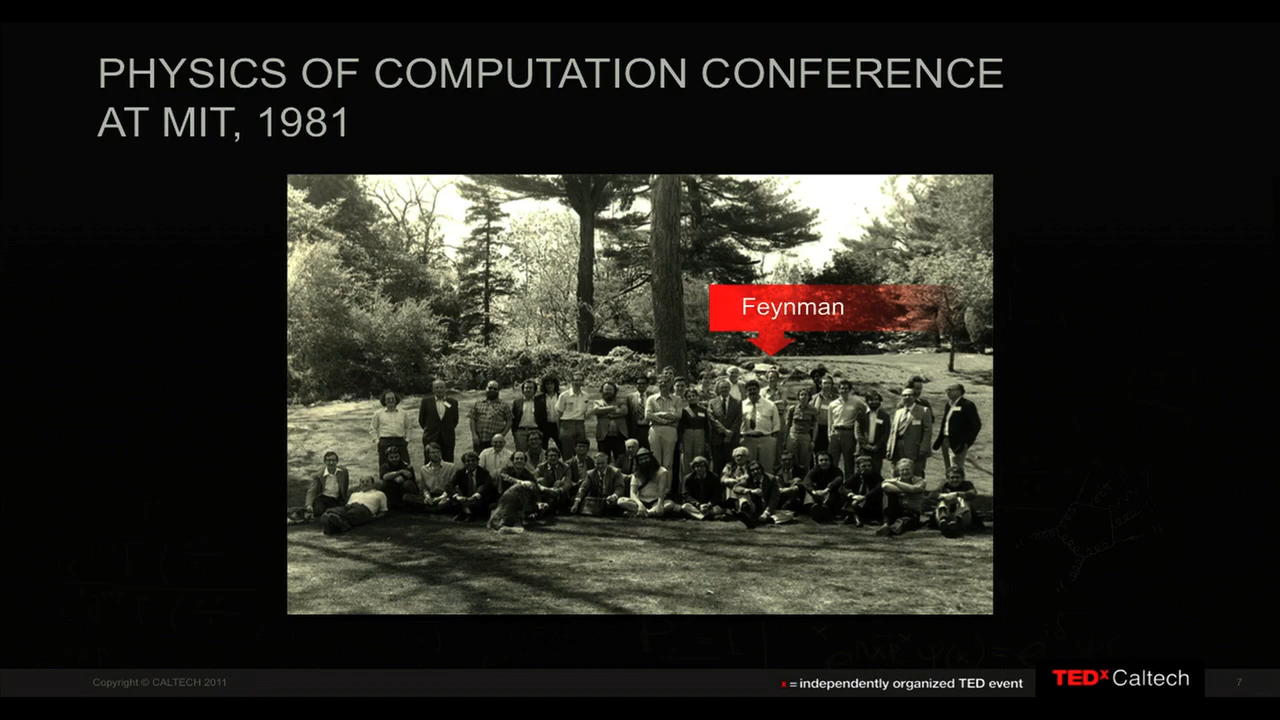 PHYSICS OF COMPUTATION CONFERENCE
AT MIT, 1981
Feynman
Copyright © CALTECH 2011
x = independently organized TED event
TEDx Caltech
7